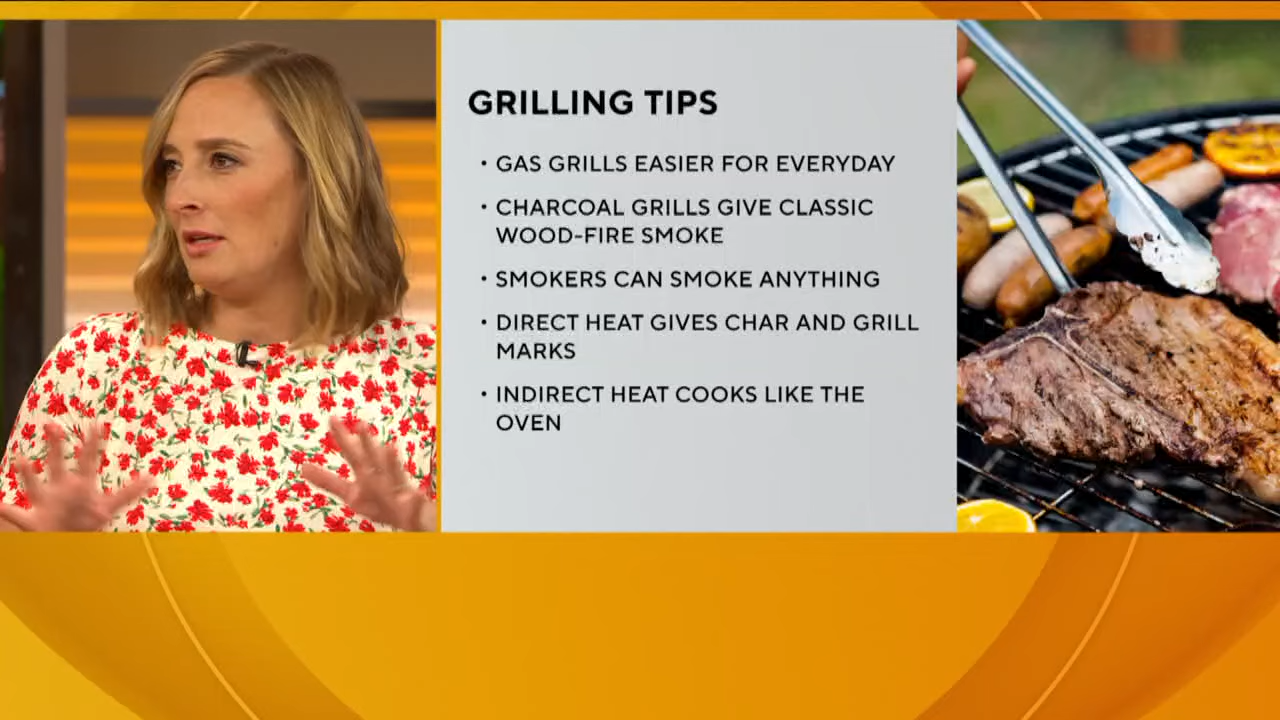 GRILLING TIPS
• GAS GRILLS EASIER FOR EVERYDAY
• CHARCOAL GRILLS GIVE CLASSIC
WOOD-FIRE SMOKE
• SMOKERS CAN SMOKE ANYTHING
• DIRECT HEAT GIVES CHAR AND GRILL
MARKS
• INDIRECT HEAT COOKS LIKE THE
OVEN